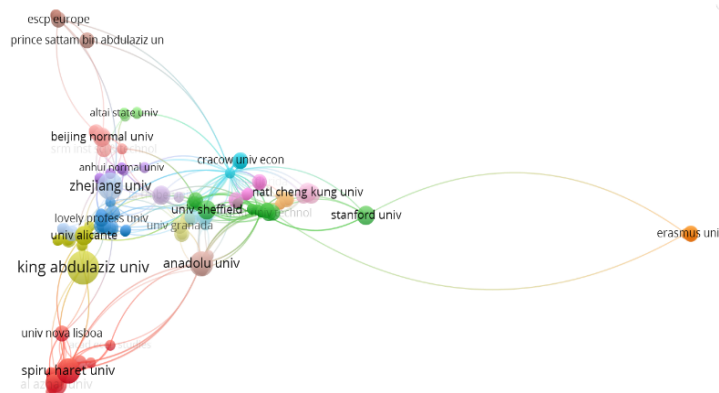 escp europe
prince sattam bin abdulaziz un
altai state univ
beijing normal univ
anhui normal univ
cracow univ econ
zhejiang univ
natl cheng kung univ
univ sheffield
stanford univ
lovely profess univ
univ granada
univ alicante
erasmus uni
anadolu univ
king abdulaziz univ
univ nova lisboa
spiru haret univ
univ